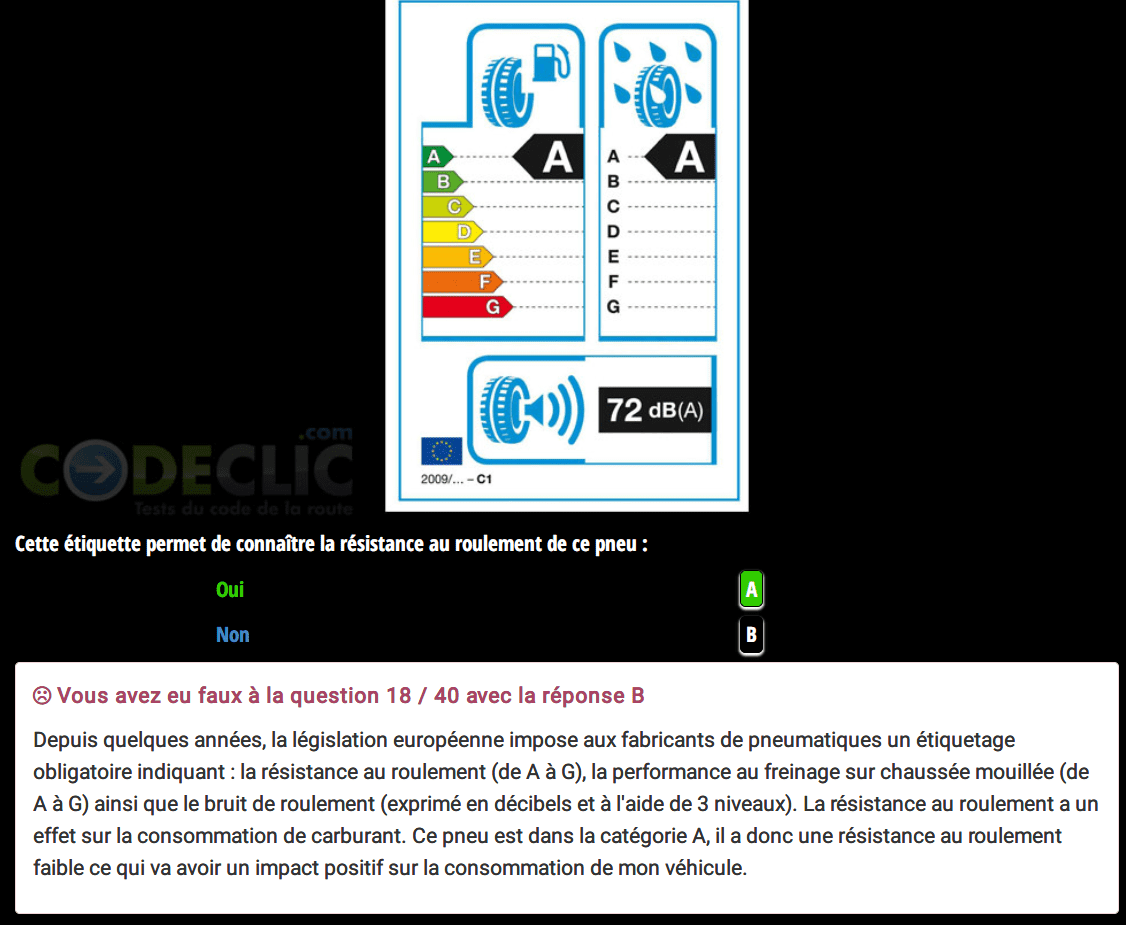 A
A
A
A
B
B
C
C
D
D
E
E
F
F
G
G
72 dB(A)
2009/... – C1
.com
CODECLIC
Tests du code de la route
Cette étiquette permet de connaître la résistance au roulement de ce pneu :
Oui A
Non B
Vous avez eu faux à la question 18 / 40 avec la réponse B
Depuis quelques années, la législation européenne impose aux fabricants de pneumatiques un étiquetage
obligatoire indiquant : la résistance au roulement (de A à G), la performance au freinage sur chaussée mouillée (de
A à G) ainsi que le bruit de roulement (exprimé en décibels et à l'aide de 3 niveaux). La résistance au roulement a un
effet sur la consommation de carburant. Ce pneu est dans la catégorie A, il a donc une résistance au roulement
faible ce qui va avoir un impact positif sur la consommation de mon véhicule.